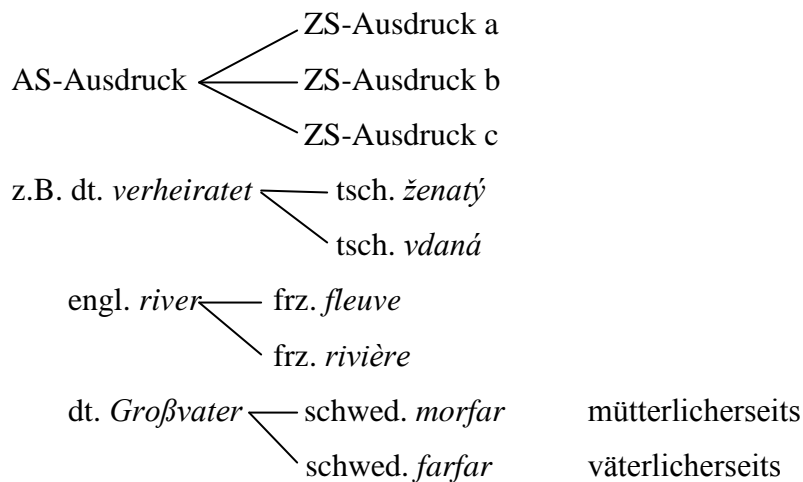 ZS-Ausdruck a
AS-Ausdruck ZS-Ausdruck b
ZS-Ausdruck c
z.B. dt. verheiratet tsch. ženatý
tsch. vdaná
engl. river frz. fleuve
frz. rivière
dt. Großvater schwed. morfar mütterlicherseits
schwed. farfar väterlicherseits